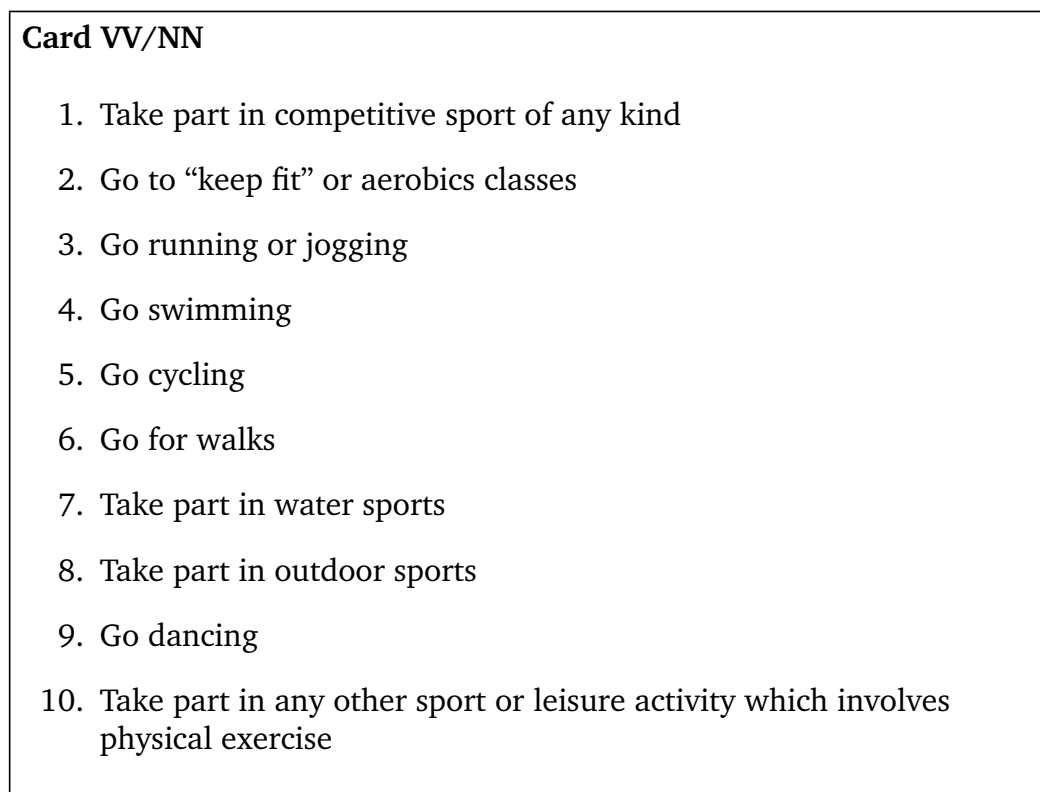 Card VV/NN
1. Take part in competitive sport of any kind
2. Go to “keep fit” or aerobics classes
3. Go running or jogging
4. Go swimming
5. Go cycling
6. Go for walks
7. Take part in water sports
8. Take part in outdoor sports
9. Go dancing
10. Take part in any other sport or leisure activity which involves
physical exercise